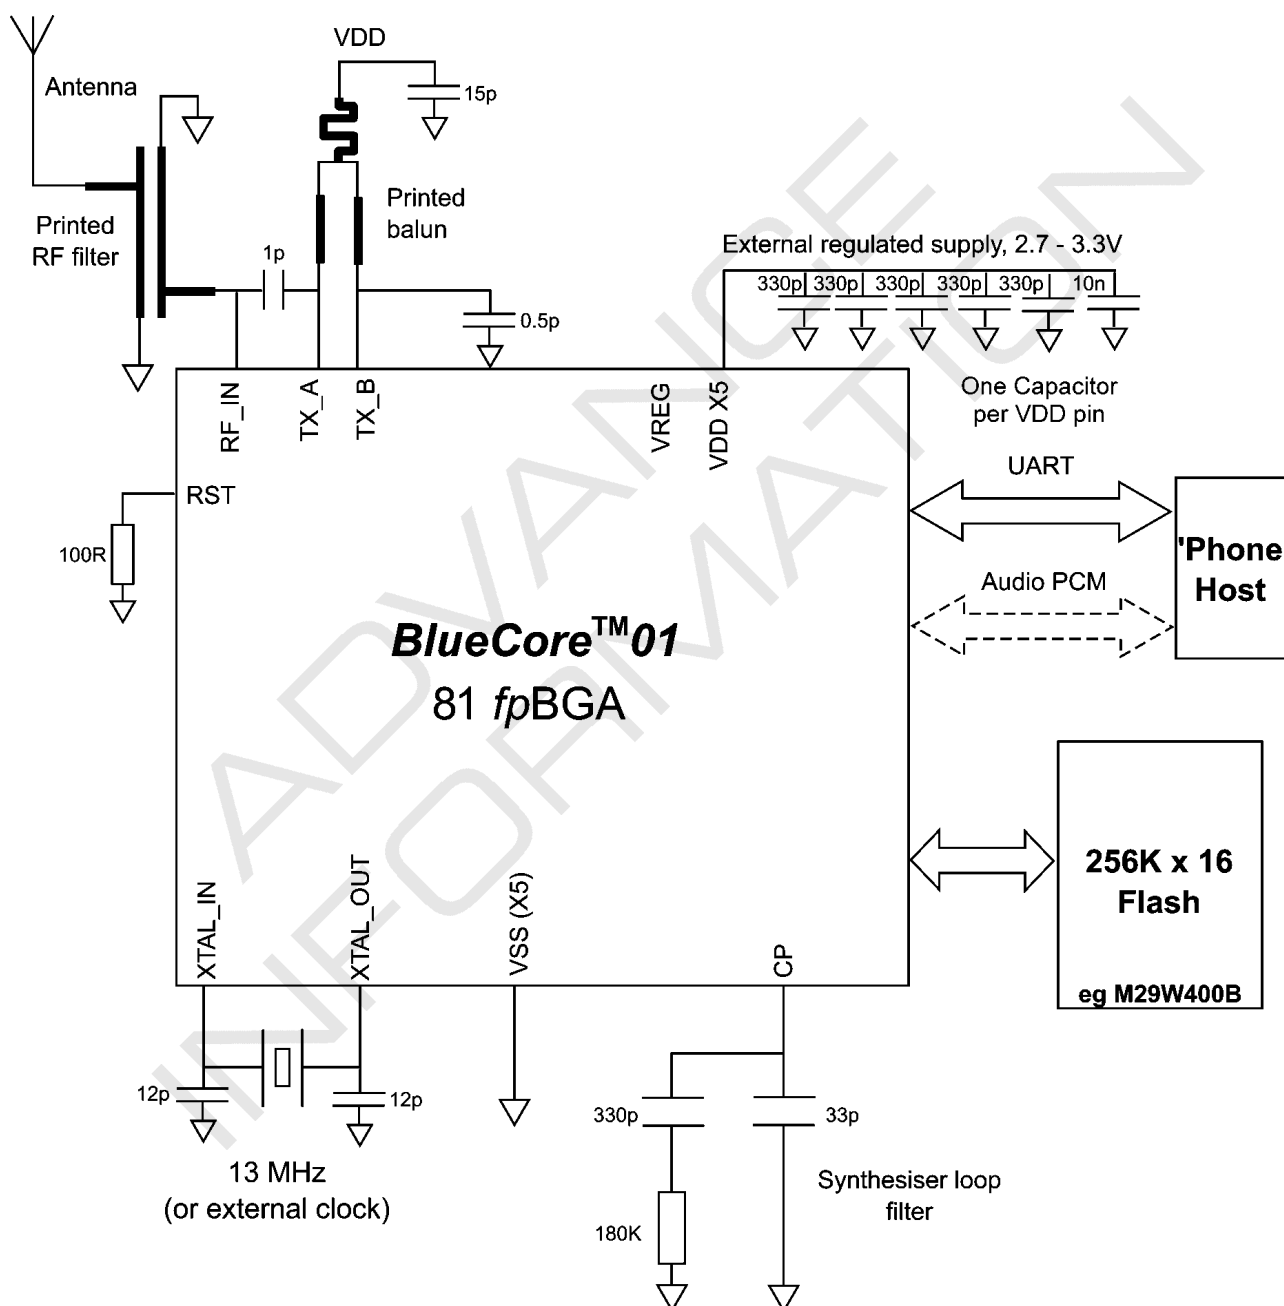 VDD
Antenna
15p
Printed
RF filter
Printed
balun
1p
0.5p
External regulated supply, 2.7 - 3.3V
330p 330p 330p 330p 330p 10n
One Capacitor
per VDD pin
RF_IN
TX_A
TX_B
VREG
VDD X5
UART
RST
100R
'Phone
Host
Audio PCM
BlueCore™01
81 fpBGA
ADVANCE
INFORMATION
256K x 16
Flash
eg M29W400B
XTAL_IN
XTAL_OUT
VSS (X5)
CP
12p
12p
330p
33p
13 MHz
(or external clock)
Synthesiser loop
filter
180K